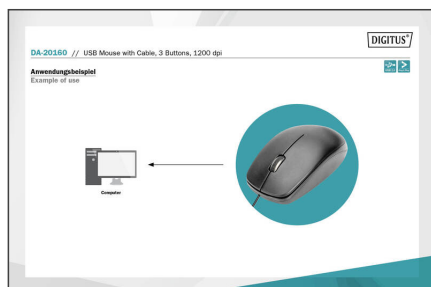 DIGITUS®
DA-20160 // USB Mouse with Cable, 3 Buttons, 1200 dpi
Anwendungsbeispiel
Example of use
Computer